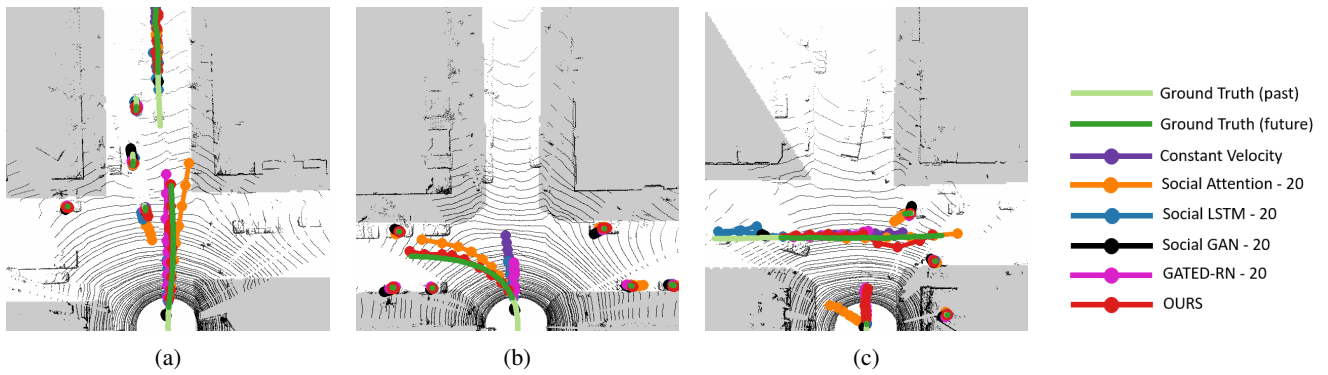 Ground Truth (past)
Ground Truth (future)
Constant Velocity
Social Attention - 20
Social LSTM - 20
Social GAN - 20
GATED-RN - 20
OURS
(a)
(b)
(c)